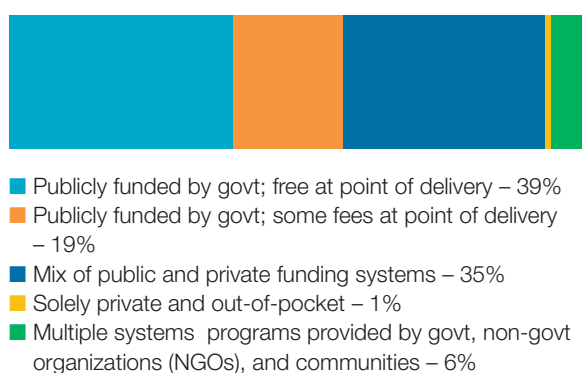 Publicly funded by govt; free at point of delivery – 39%
Publicly funded by govt; some fees at point of delivery
– 19%
Mix of public and private funding systems – 35%
Solely private and out-of-pocket – 1%
Multiple systems  programs provided by govt, non-govt
organizations (NGOs), and communities – 6%